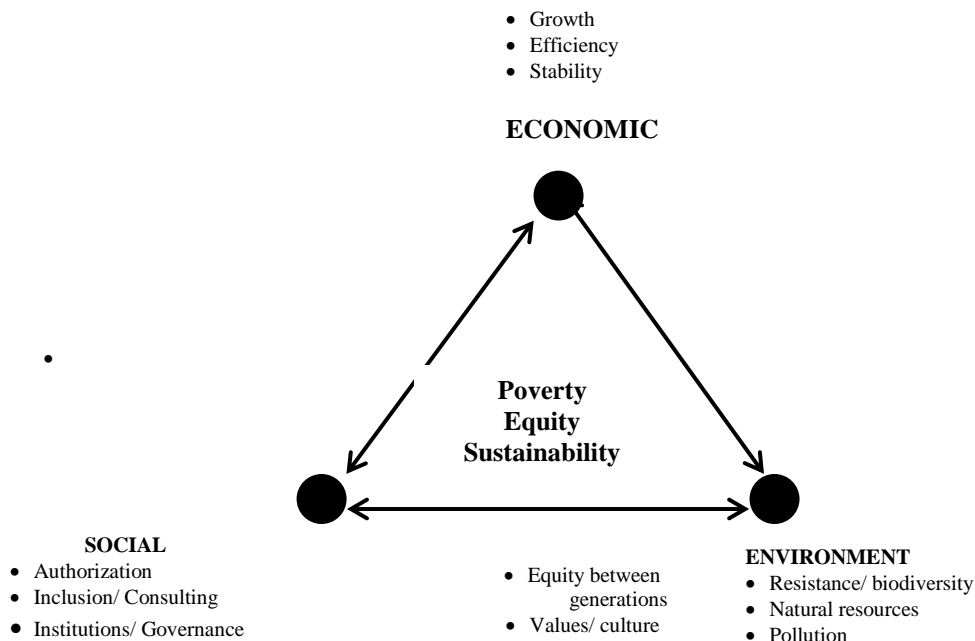 • Growth
• Efficiency
• Stability
ECONOMIC
•
Poverty
Equity
Sustainability
SOCIAL
• Authorization
• Inclusion/ Consulting
• Institutions/ Governance
• Equity between
generations
• Values/ culture
ENVIRONMENT
• Resistance/ biodiversity
• Natural resources
• Pollution